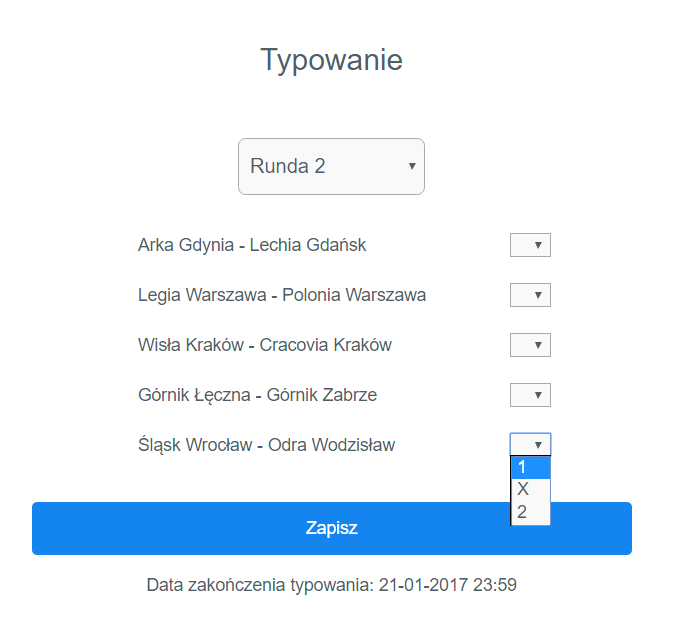 Typowanie
Runda 2
Arka Gdynia - Lechia Gdańsk
Legia Warszawa - Polonia Warszawa
Wisła Kraków - Cracovia Kraków
Górnik Łęczna - Górnik Zabrze
Śląsk Wrocław - Odra Wodzisław
1
X
2
Zapisz
Data zakończenia typowania: 21-01-2017 23:59